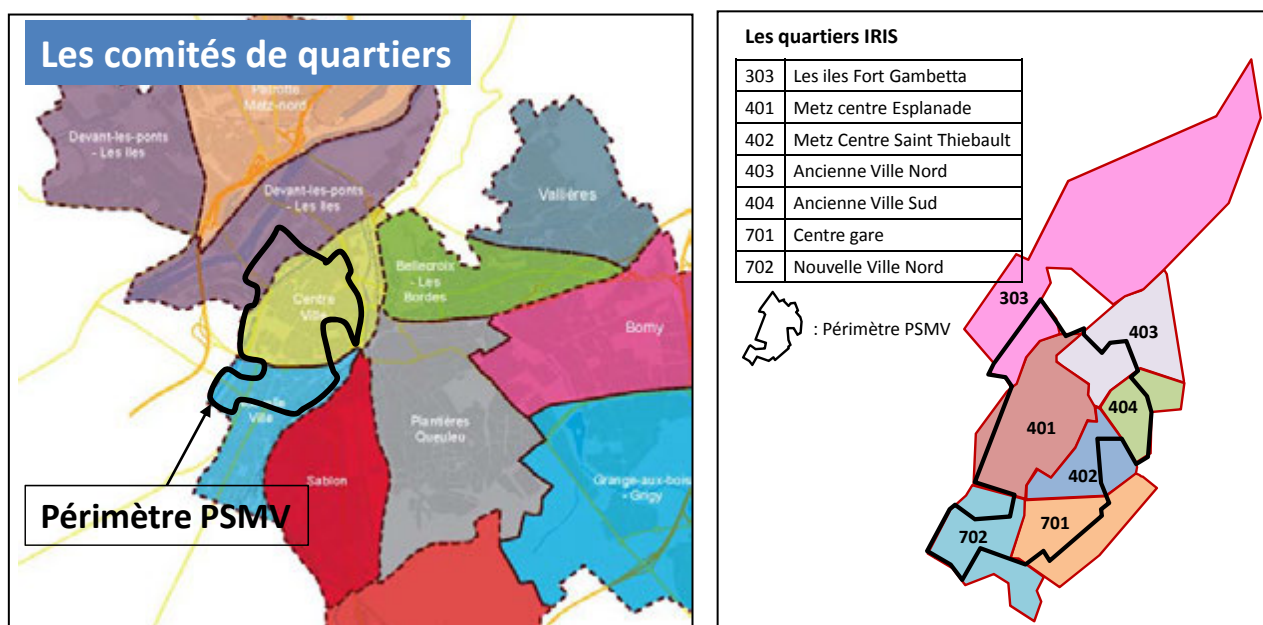 Les comités de quartiers
Patrotte
Metz-nord
Devant-les-ponts
- Les Iles
Devant-les-ponts
- Les Iles
Vallières
Bellecroix
- Les
Bordes
Centre
Ville
Borny
Ville
Plantières
Queuleu
Sablon
Grange-aux-bois
- Grigy
Périmètre PSMV
Les quartiers IRIS
303 Les iles Fort Gambetta
401 Metz centre Esplanade
402 Metz Centre Saint Thiebault
403 Ancienne Ville Nord
404 Ancienne Ville Sud
701 Centre gare
702 Nouvelle Ville Nord
: Périmètre PSMV
303
403
404
401
402
701
702